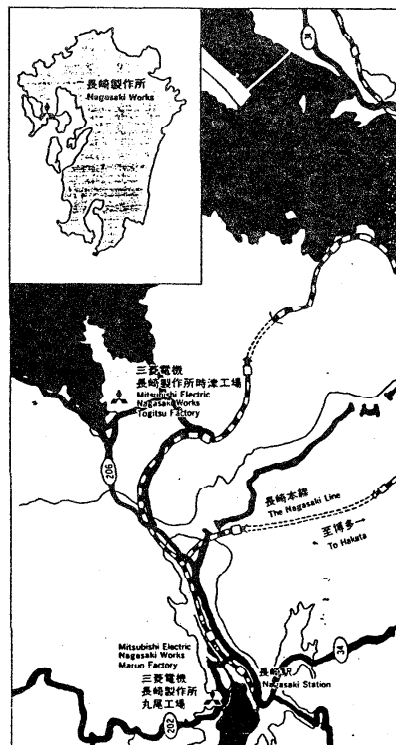 長崎製作所
Nagasaki Works
34
三菱電機
長崎製作所時津工場
Mitsubishi Electric
Nagasaki Works
Togitsu Factory
206
長崎本線
The Nagasaki Line
至博多→
To Hakata
Mitsubishi Electric
Nagasaki Works
Maruo Factory
三菱電機
長崎製作所
丸尾工場
長崎駅
Nagasaki Station
34
202